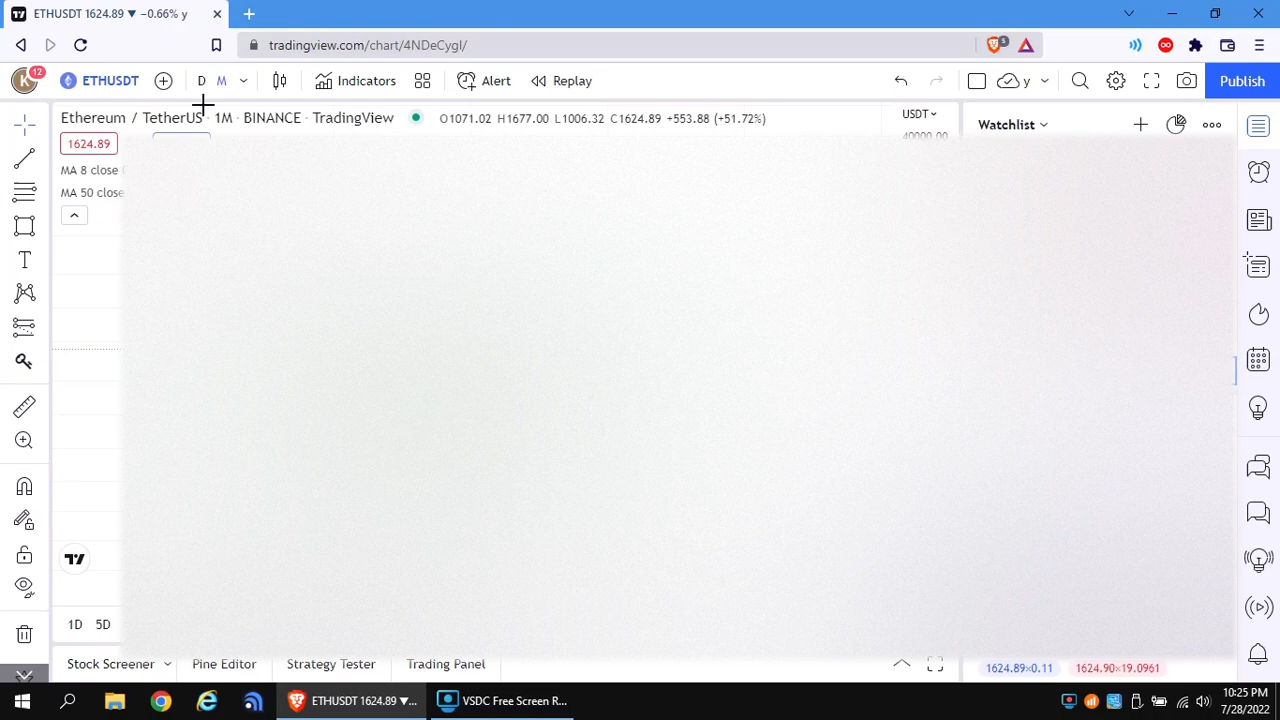 ETHUSDT 1624.89 ▼ −0.66% y
tradingview.com/chart/4NDeCygI/
K 12 ETHUSDT D M Indicators Alert Replay y Publish
Ethereum / TetherUS · 1M · BINANCE · TradingView O1071.02 H1677.00 L1006.32 C1624.89 +553.88 (+51.72%) USDT
Watchlist
40000.00
1624.89
MA 8 close
MA 50 close
1D 5D
Stock Screener Pine Editor Strategy Tester Trading Panel
1624.89×0.11 1624.90×19.0961
ETHUSDT 1624.89 ▼... VSDC Free Screen R...
10:25 PM
7/28/2022